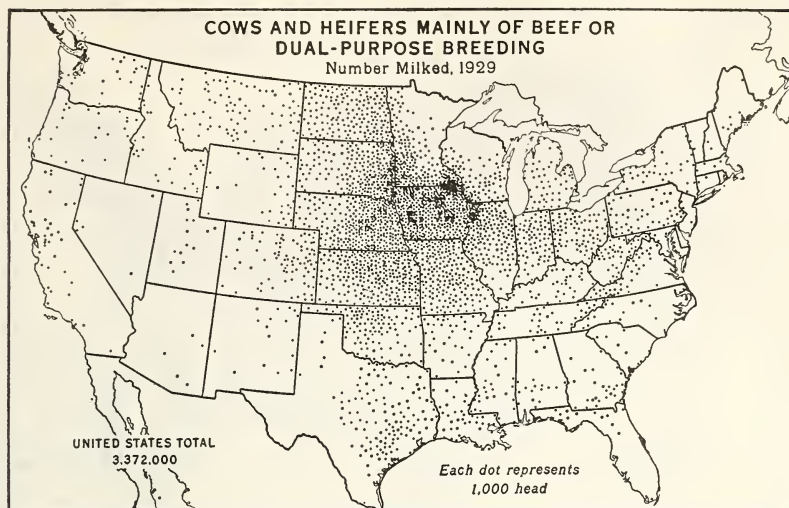 COWS AND HEIFERS MAINLY OF BEEF OR
DUAL-PURPOSE BREEDING
Number Milked, 1929
UNITED STATES TOTAL
3,372,000
Each dot represents
1,000 head